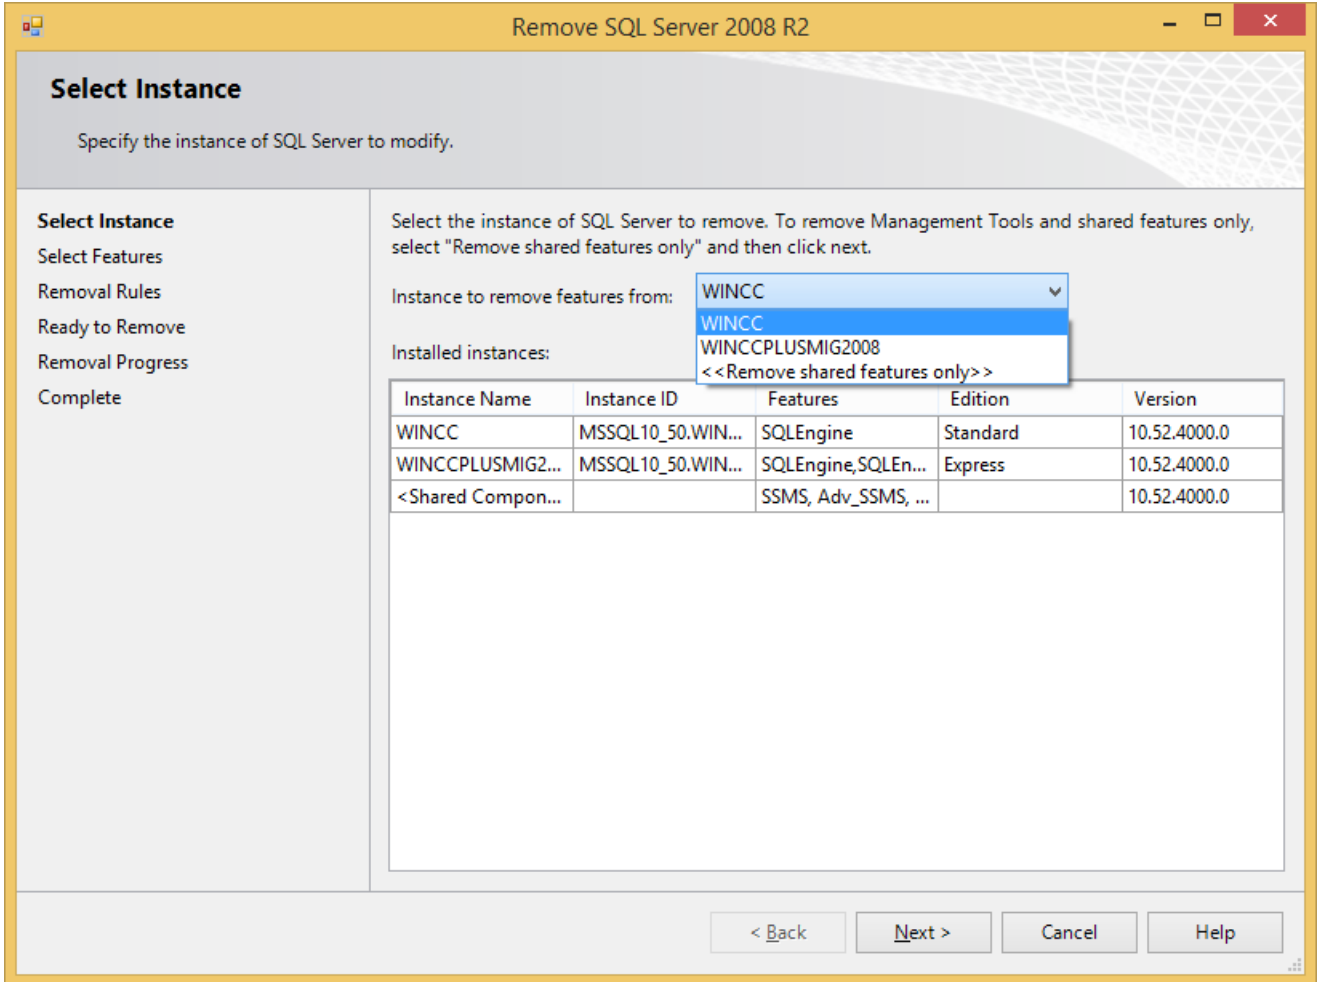 Remove SQL Server 2008 R2
Select Instance
Specify the instance of SQL Server to modify.
Select Instance
Select Features
Removal Rules
Ready to Remove
Removal Progress
Complete
Select the instance of SQL Server to remove. To remove Management Tools and shared features only,
select "Remove shared features only" and then click next.
Instance to remove features from: WINCC
WINCC
WINCCPLUSMIG2008
<<Remove shared features only>>
Installed instances:
Instance Name Instance ID Features Edition Version
WINCC MSSQL10_50.WIN... SQLEngine Standard 10.52.4000.0
WINCCPLUSMIG2... MSSQL10_50.WIN... SQLEngine,SQLEn... Express 10.52.4000.0
<Shared Compon... SSMS, Adv_SSMS, ... 10.52.4000.0
< Back Next > Cancel Help